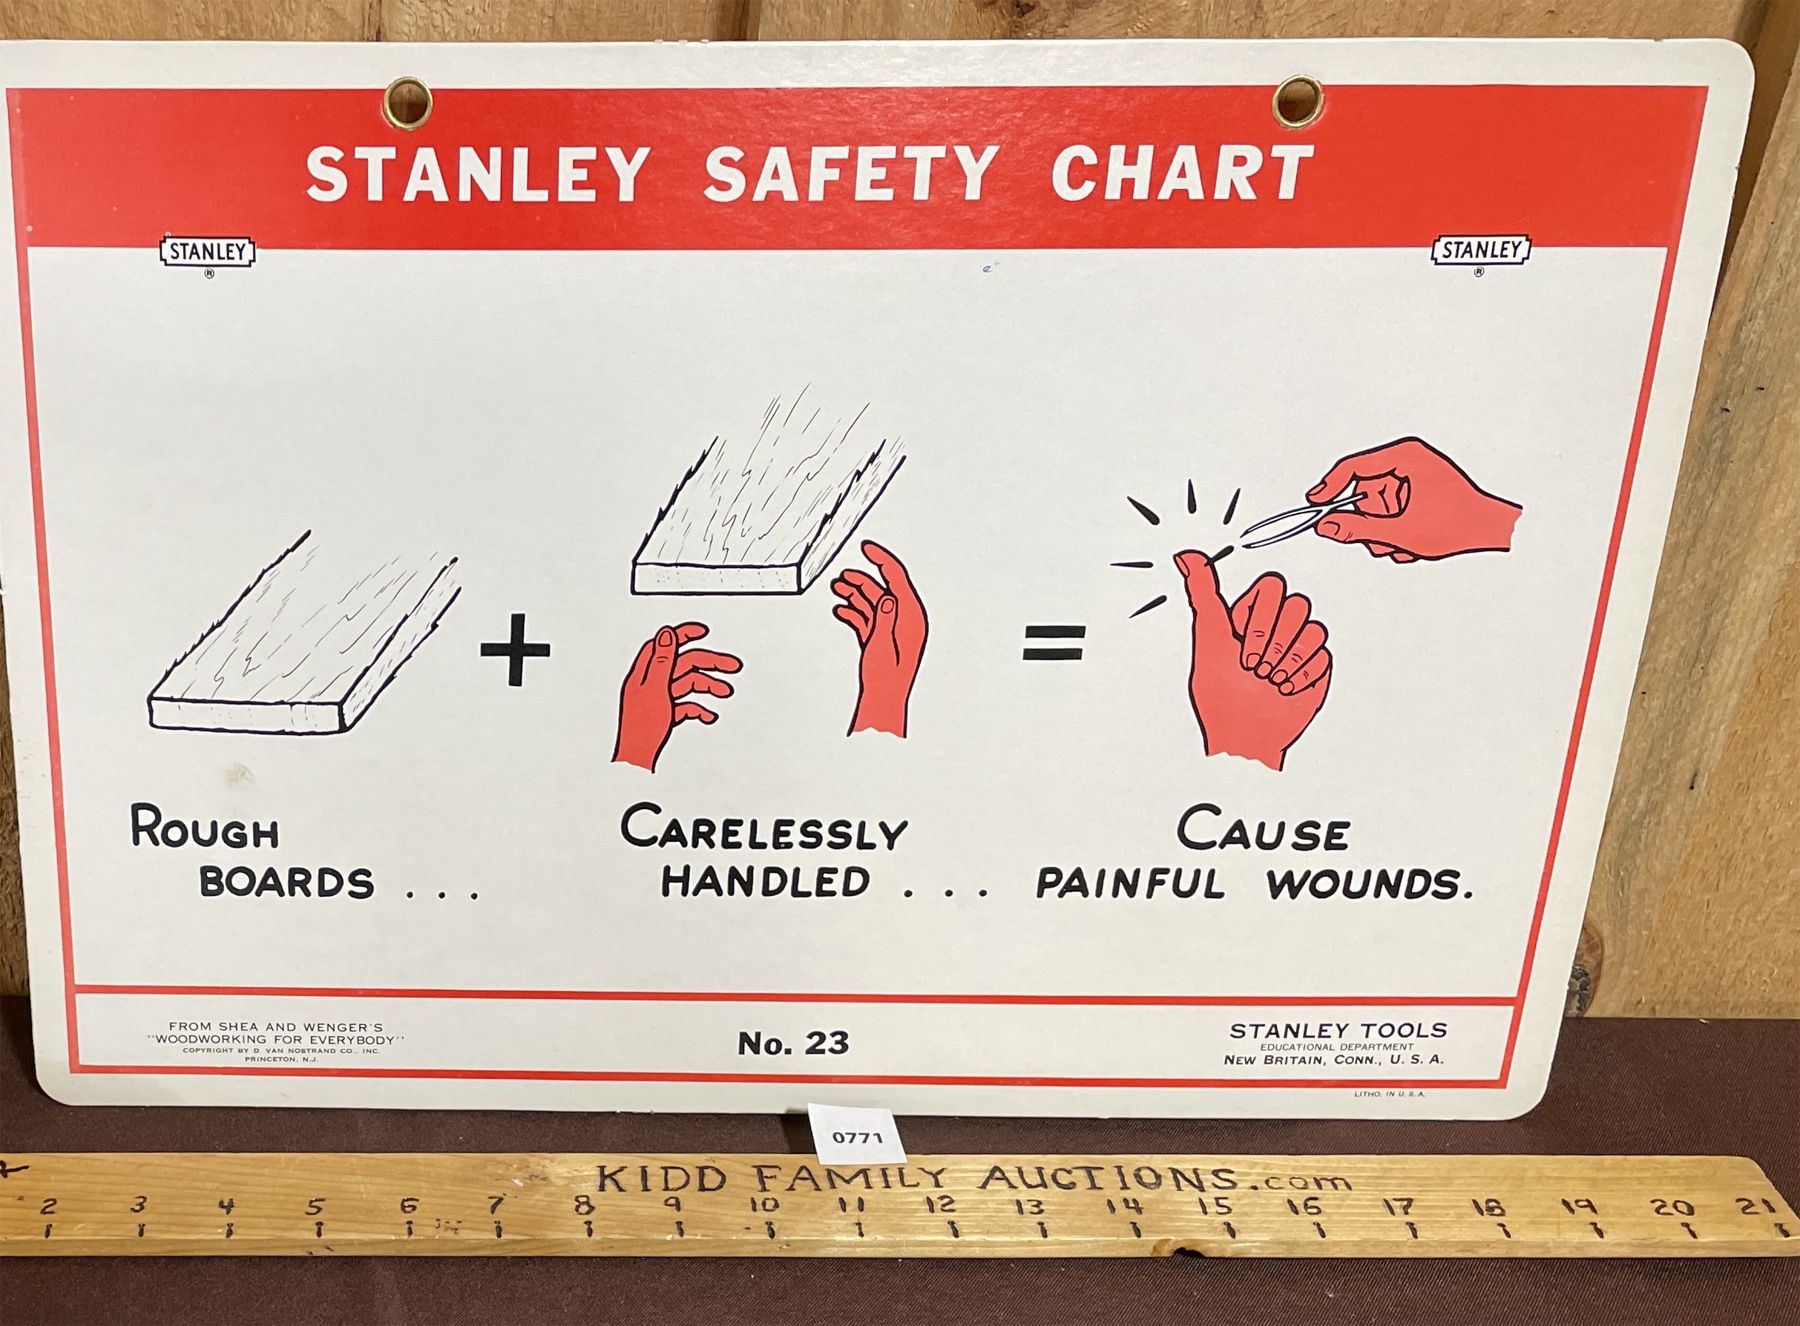 STANLEY SAFETY CHART
STANLEY
®
STANLEY
®
+
=
ROUGH
BOARDS . . .
CARELESSLY
HANDLED . . .
CAUSE
PAINFUL WOUNDS.
FROM SHEA AND WENGER'S
"WOODWORKING FOR EVERYBODY"
COPYRIGHT BY D. VAN NOSTRAND CO., INC.
PRINCETON, N.J.
No. 23
STANLEY TOOLS
EDUCATIONAL DEPARTMENT
NEW BRITAIN, CONN., U. S. A.
LITHO. IN U. S. A.
0771
KIDD FAMILY AUCTIONS.com
2 3 4 5 6 7 8 9 10 11 12 13 14 15 16 17 18 19 20 21